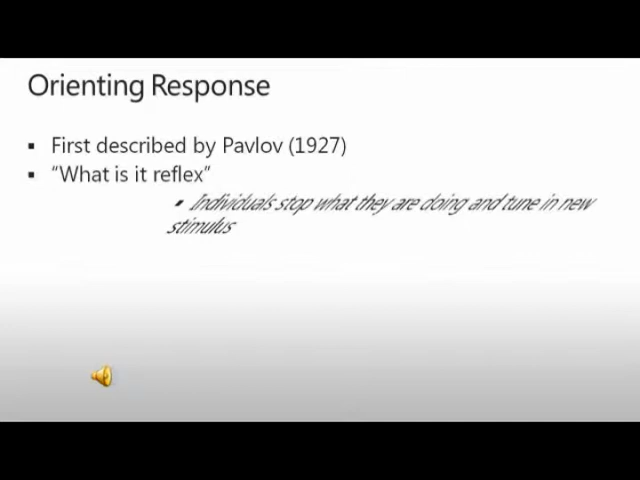 Orienting Response
▪ First described by Pavlov (1927)
▪ “What is it reflex”
▪ Individuals stop what they are doing and tune in new
stimulus